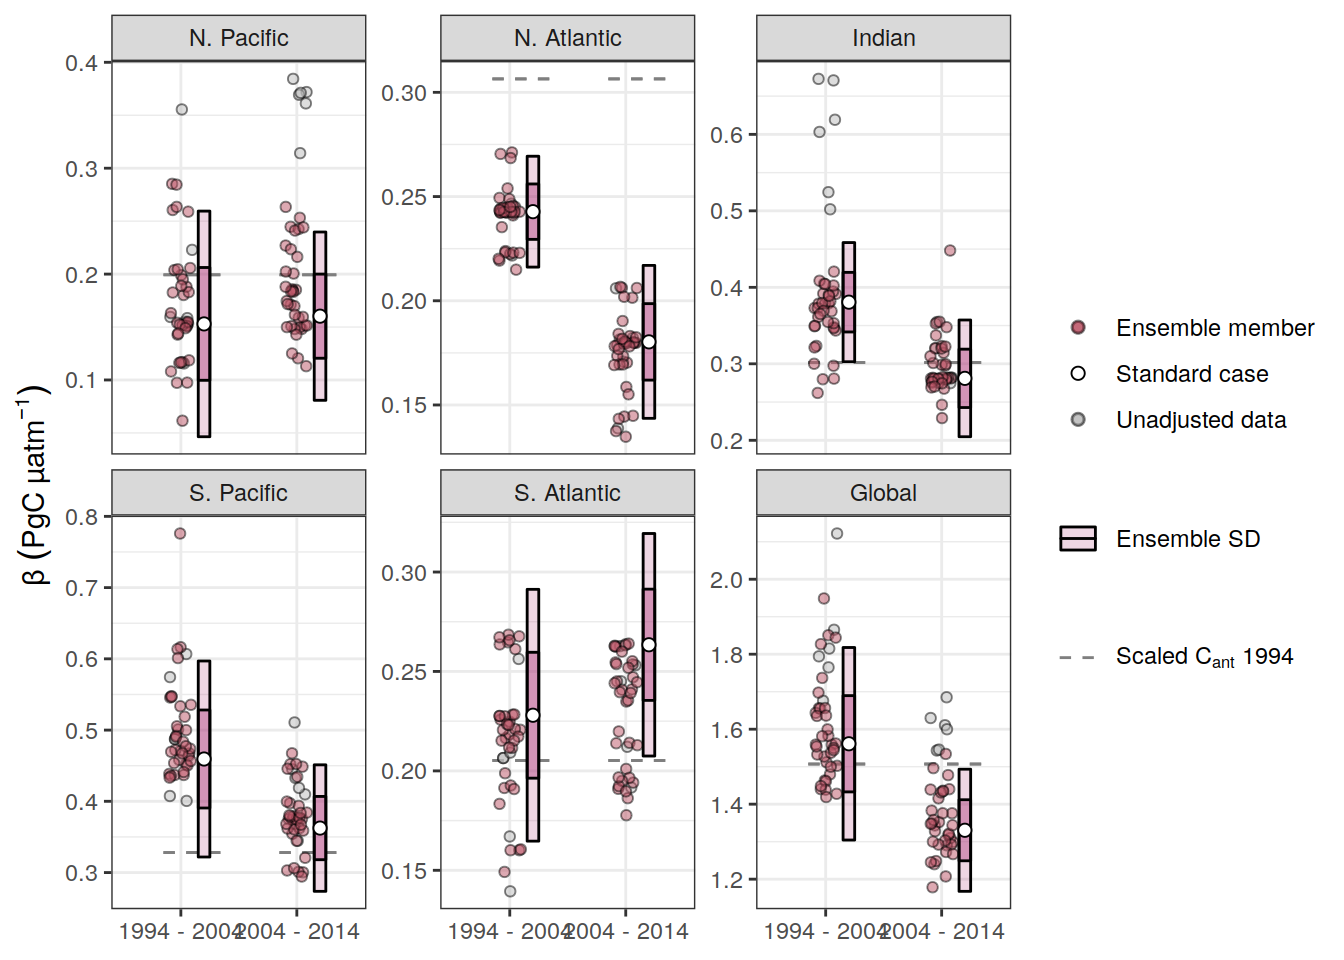 N. Pacific
N. Atlantic
Indian
0.4
0.3
0.2
0.1
0.30
0.25
0.20
0.15
0.6
0.5
0.4
0.3
0.2
S. Pacific
S. Atlantic
Global
0.8
0.7
0.6
0.5
0.4
0.3
0.30
0.25
0.20
0.15
2.0
1.8
1.6
1.4
1.2
1994 - 2004
2004 - 2014
1994 - 2004
2004 - 2014
1994 - 2004
2004 - 2014
β (PgC µatm⁻¹)
Ensemble member
Standard case
Unadjusted data
Ensemble SD
Scaled Cant 1994